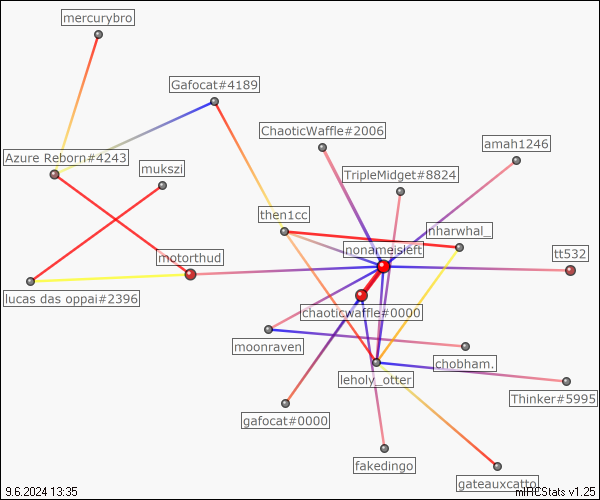 mercurybro
Gafocat#4189
ChaoticWaffle#2006
amah1246
Azure Reborn#4243
mukszi
TripleMidget#8824
then1cc
nharwhal_.
nonameisleft
motorthud
tt532
lucas das oppai#2396
chaoticwaffle#0000
moonraven
chobham.
leholy_otter
Thinker#5995
gafocat#0000
fakedingo
gateauxcatto
9.6.2024 13:35
mIRCStats v1.25